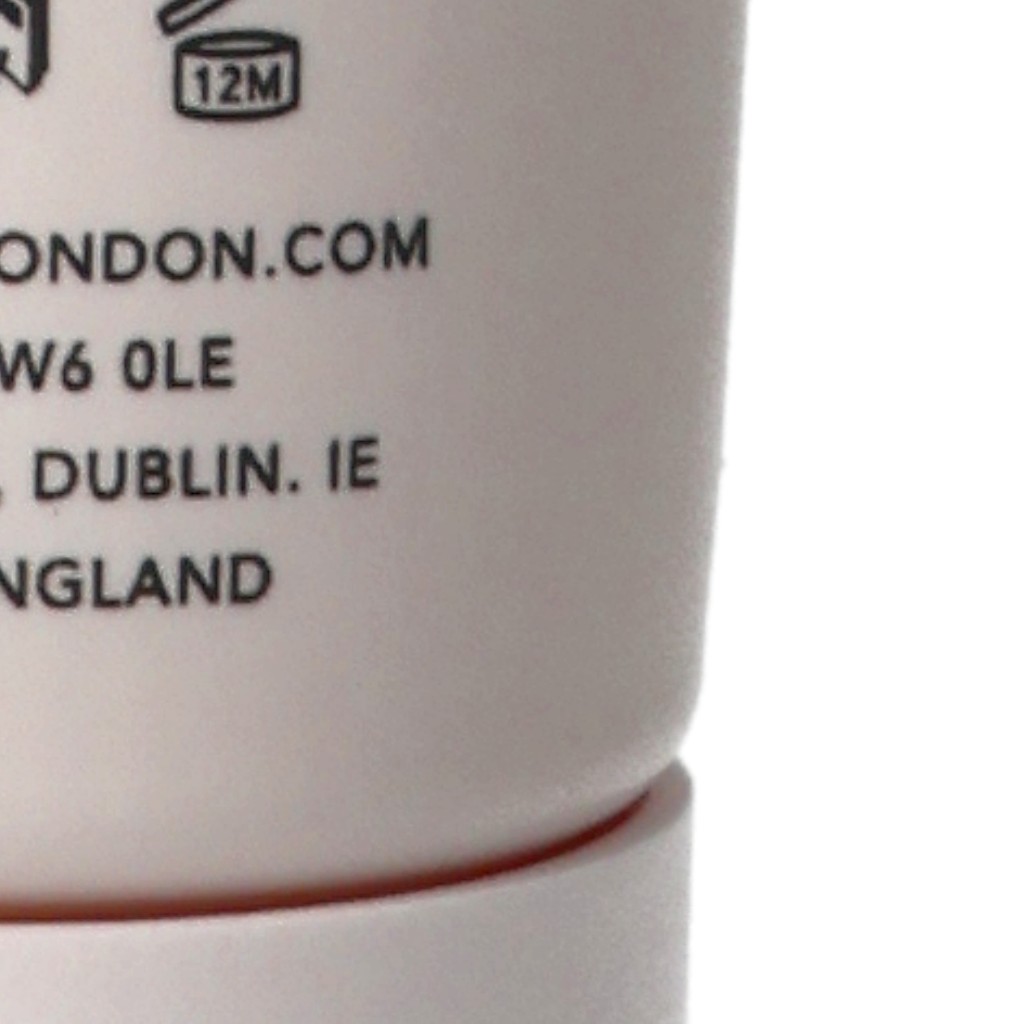 12M
ONDON.COM
W6 0LE
, DUBLIN. IE
NGLAND